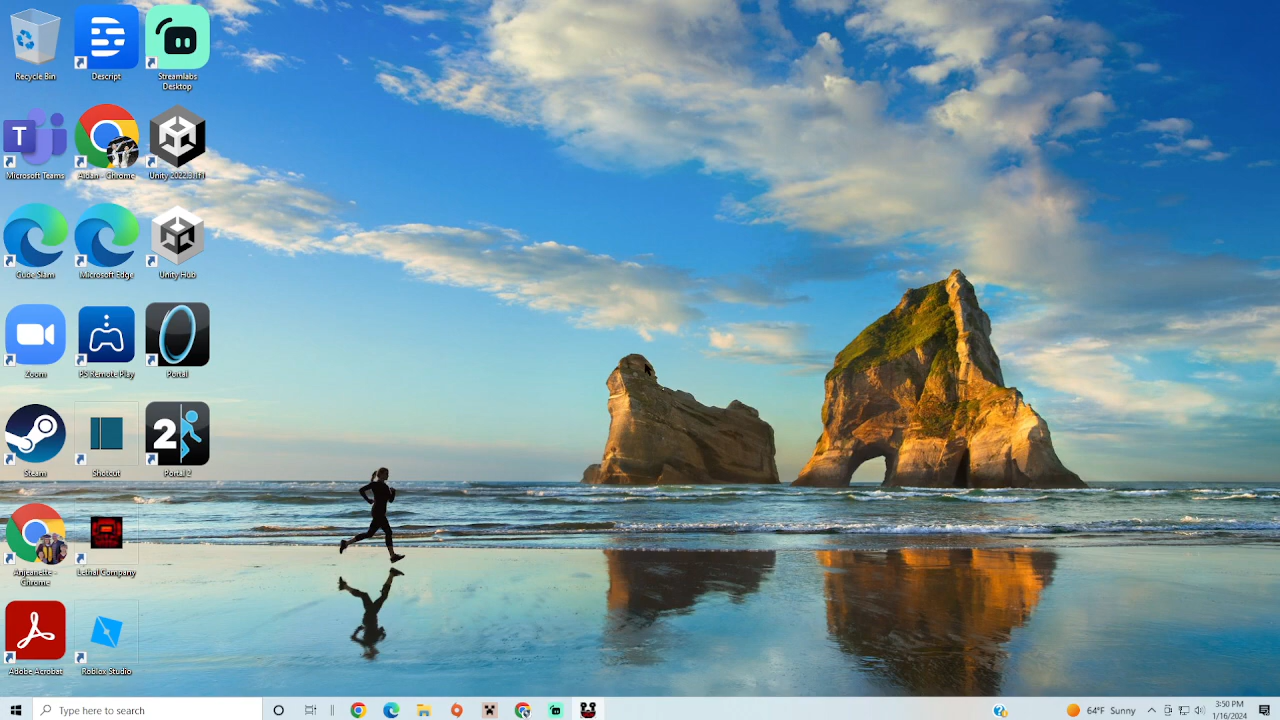 Recycle Bin
Descript
Streamlabs
Desktop
T
Microsoft Teams
Aidan - Chrome
Unity 2022.3.11f1
Cube Slam
Microsoft Edge
Unity Hub
Zoom
PS Remote Play
Portal
2
Steam
Shotcut
Portal 2
Anjeanette -
Chrome
Lethal Company
Adobe Acrobat
Roblox Studio
Type here to search
64°F Sunny
3:50 PM
1/16/2024